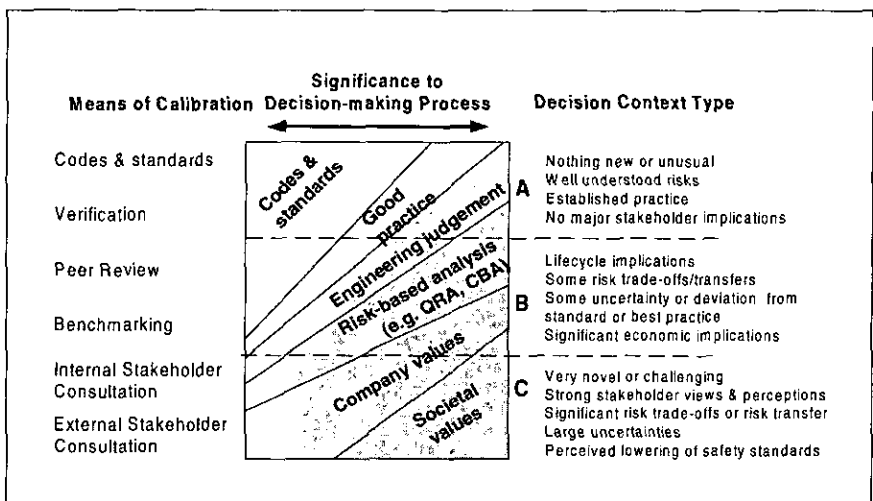 Significance to
Means of Calibration Decision-making Process Decision Context Type
Codes & standards
Verification
Peer Review
Benchmarking
Internal Stakeholder
Consultation
External Stakeholder
Consultation
Codes &
standards
Good
practice
Engineering judgement
Risk-based analysis
(e.g. QRA, CBA)
Company values
Societal
values
A
Nothing new or unusual
Well understood risks
Established practice
No major stakeholder implications
B
Lifecycle implications
Some risk trade-offs/transfers
Some uncertainty or deviation from
standard or best practice
Significant economic implications
C
Very novel or challenging
Strong stakeholder views & perceptions
Significant risk trade-offs or risk transfer
Large uncertainties
Perceived lowering of safety standards